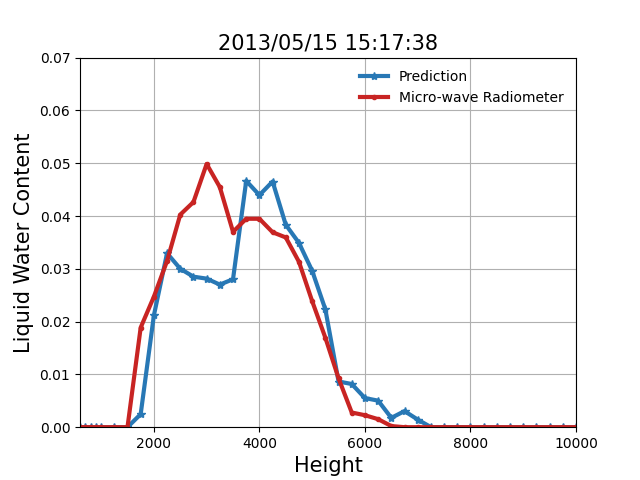 2013/05/15 15:17:38
0.07
0.06
0.05
0.04
0.03
0.02
0.01
0.00
Liquid Water Content
Prediction
Micro-wave Radiometer
2000 4000 6000 8000 10000
Height